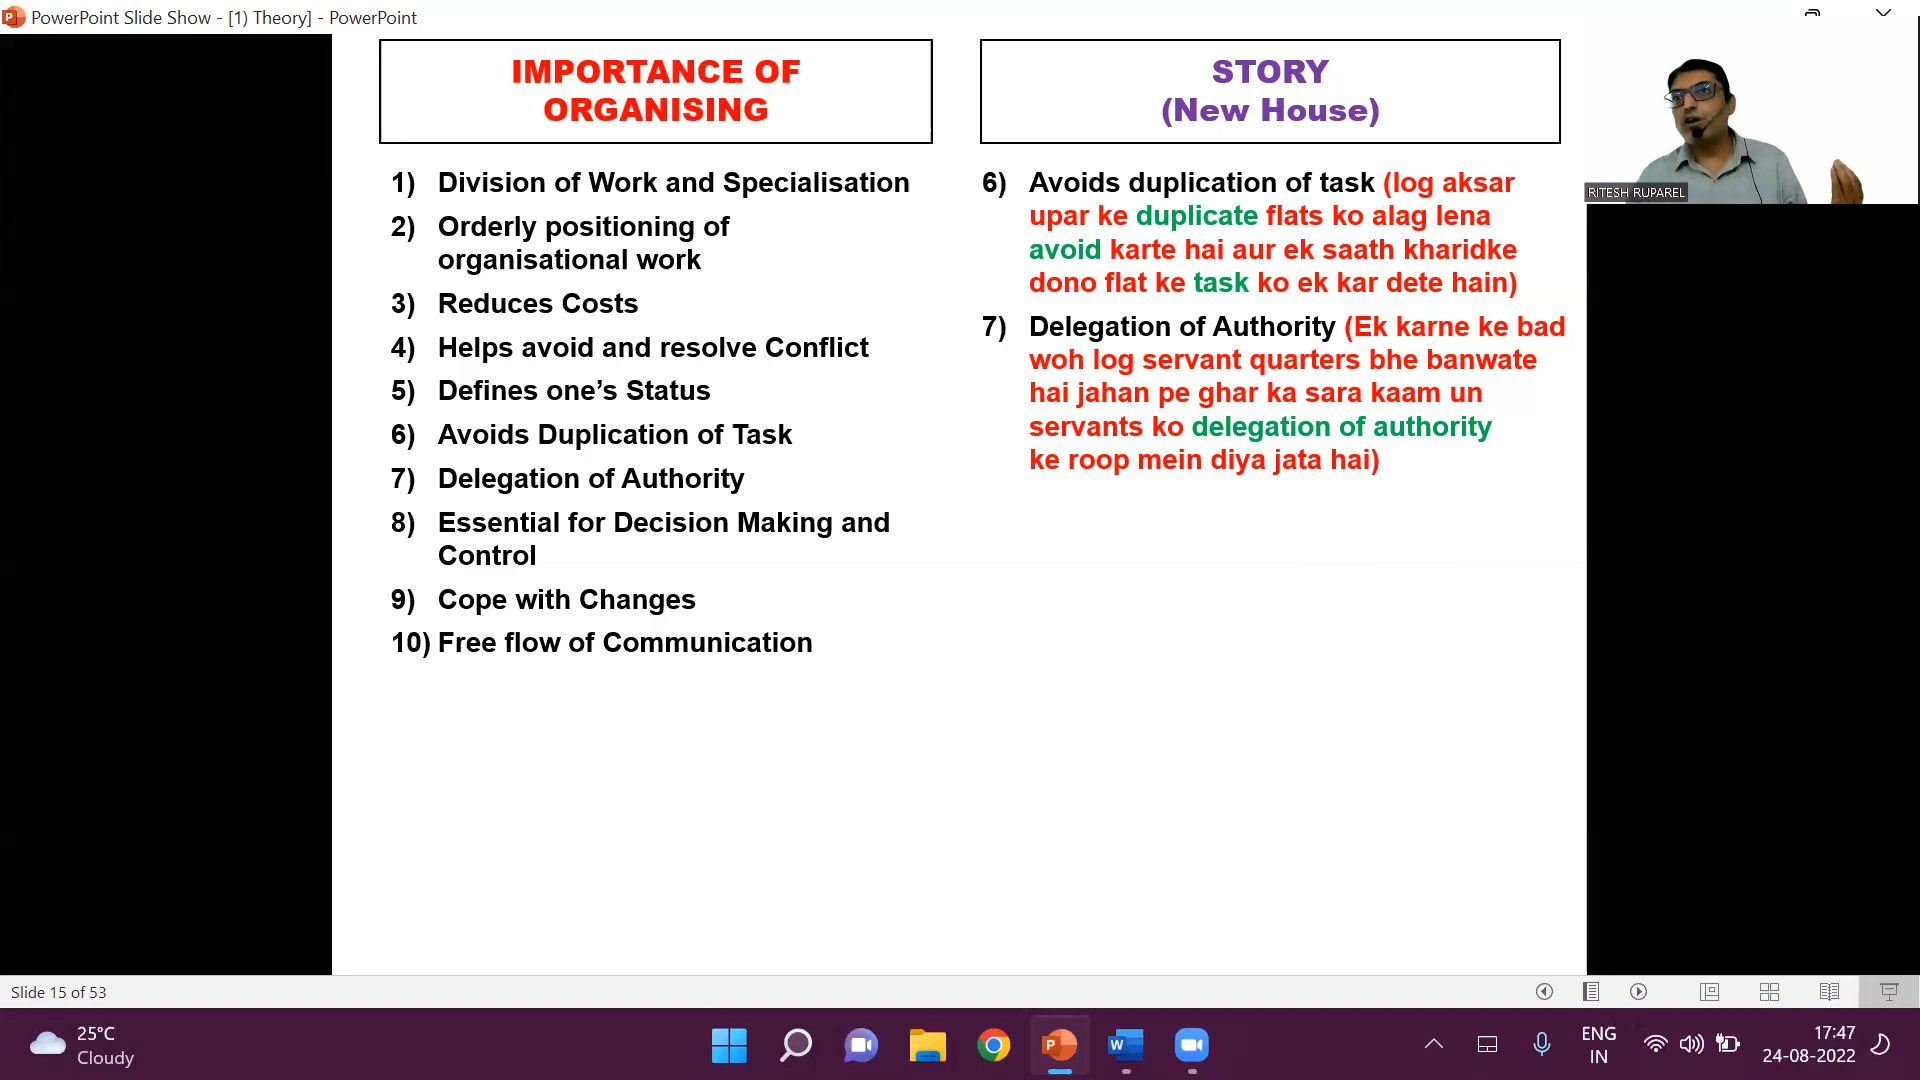 PowerPoint Slide Show - [1) Theory] - PowerPoint
IMPORTANCE OF
ORGANISING
1) Division of Work and Specialisation
2) Orderly positioning of
organisational work
3) Reduces Costs
4) Helps avoid and resolve Conflict
5) Defines one’s Status
6) Avoids Duplication of Task
7) Delegation of Authority
8) Essential for Decision Making and
Control
9) Cope with Changes
10) Free flow of Communication
STORY
(New House)
6) Avoids duplication of task (log aksar
upar ke duplicate flats ko alag lena
avoid karte hai aur ek saath kharidke
dono flat ke task ko ek kar dete hain)
7) Delegation of Authority (Ek karne ke bad
woh log servant quarters bhe banwate
hai jahan pe ghar ka sara kaam un
servants ko delegation of authority
ke roop mein diya jata hai)
RITESH RUPAREL
Slide 15 of 53
25°C
Cloudy
ENG
IN
17:47
24-08-2022